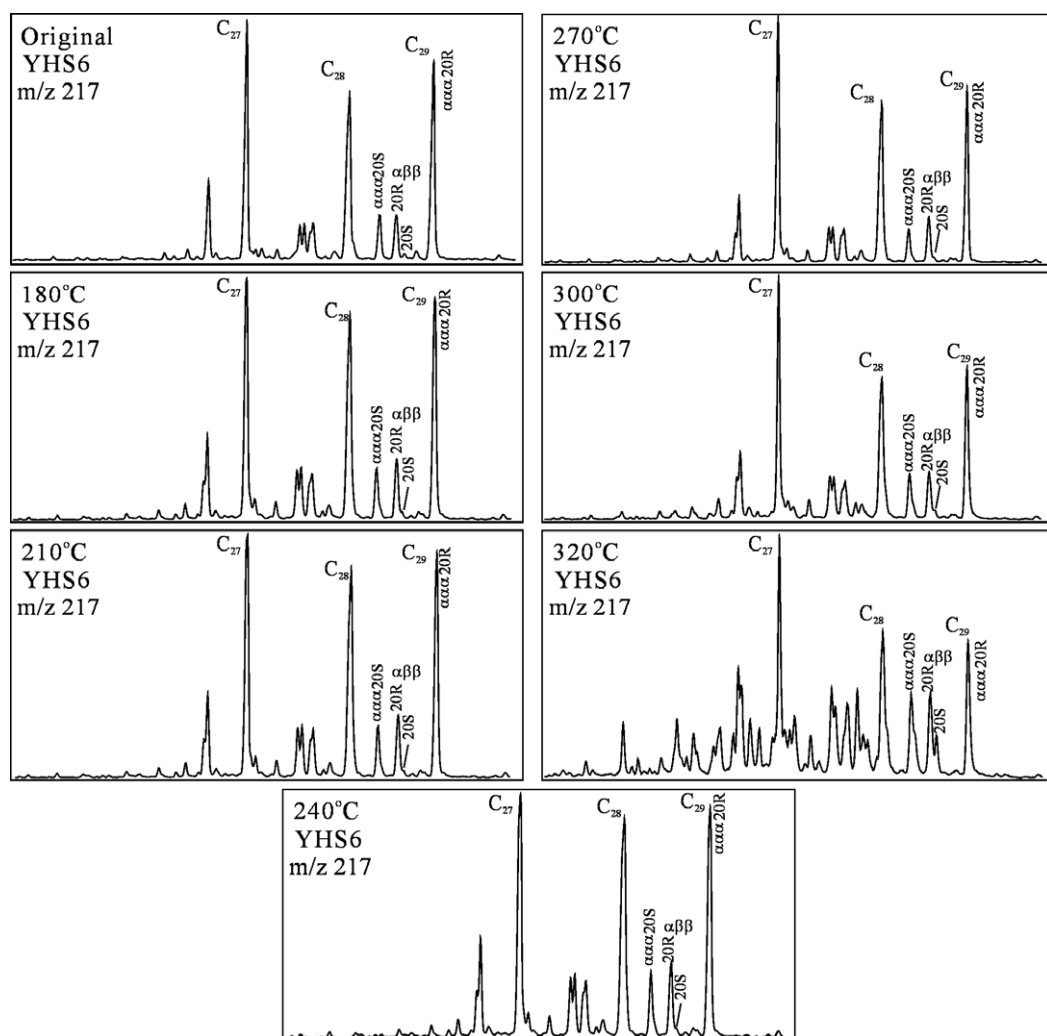 Original
YHS6
m/z 217
C₂₇
C₂₈
C₂₉
ααα20S
20R αββ
20S
ααα20R
270°C
YHS6
m/z 217
C₂₇
C₂₈
C₂₉
ααα20S
20R αββ
20S
ααα20R
180°C
YHS6
m/z 217
C₂₇
C₂₈
C₂₉
ααα20S
20R αββ
20S
ααα20R
300°C
YHS6
m/z 217
C₂₇
C₂₈
C₂₉
ααα20S
20R αββ
20S
ααα20R
210°C
YHS6
m/z 217
C₂₇
C₂₈
C₂₉
ααα20S
20R αββ
20S
ααα20R
320°C
YHS6
m/z 217
C₂₇
C₂₈
C₂₉
ααα20S
20R αββ
20S
ααα20R
240°C
YHS6
m/z 217
C₂₇
C₂₈
C₂₉
ααα20S
20R αββ
20S
ααα20R